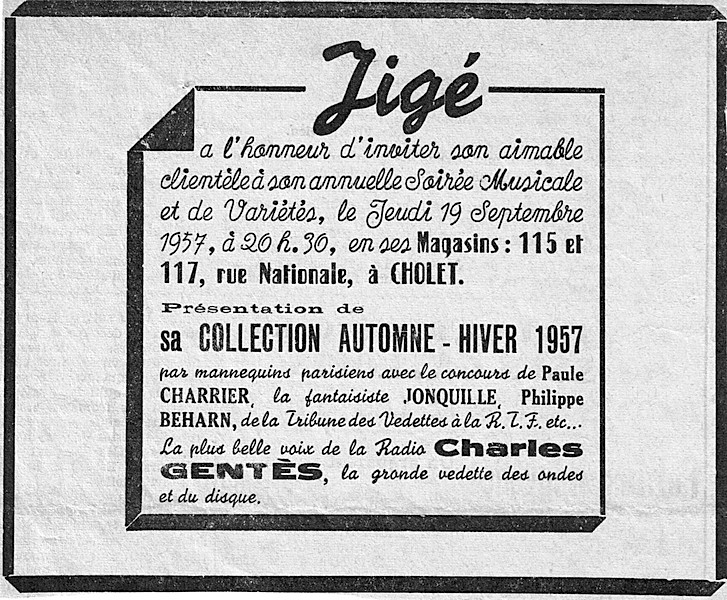 Jigé
a l'honneur d'inviter son aimable
clientèle à son annuelle Soirée Musicale
et de Variétés, le Jeudi 19 Septembre
1957, à 20 h. 30, en ses Magasins : 115 et
117, rue Nationale, à CHOLET.
Présentation de
sa COLLECTION AUTOMNE - HIVER 1957
par mannequins parisiens avec le concours de Paule
CHARRIER, la fantaisiste JONQUILLE, Philippe
BEHARN, de la Tribune des Vedettes à la R.T.F. etc...
La plus belle voix de la Radio Charles
GENTÈS, la grande vedette des ondes
et du disque.